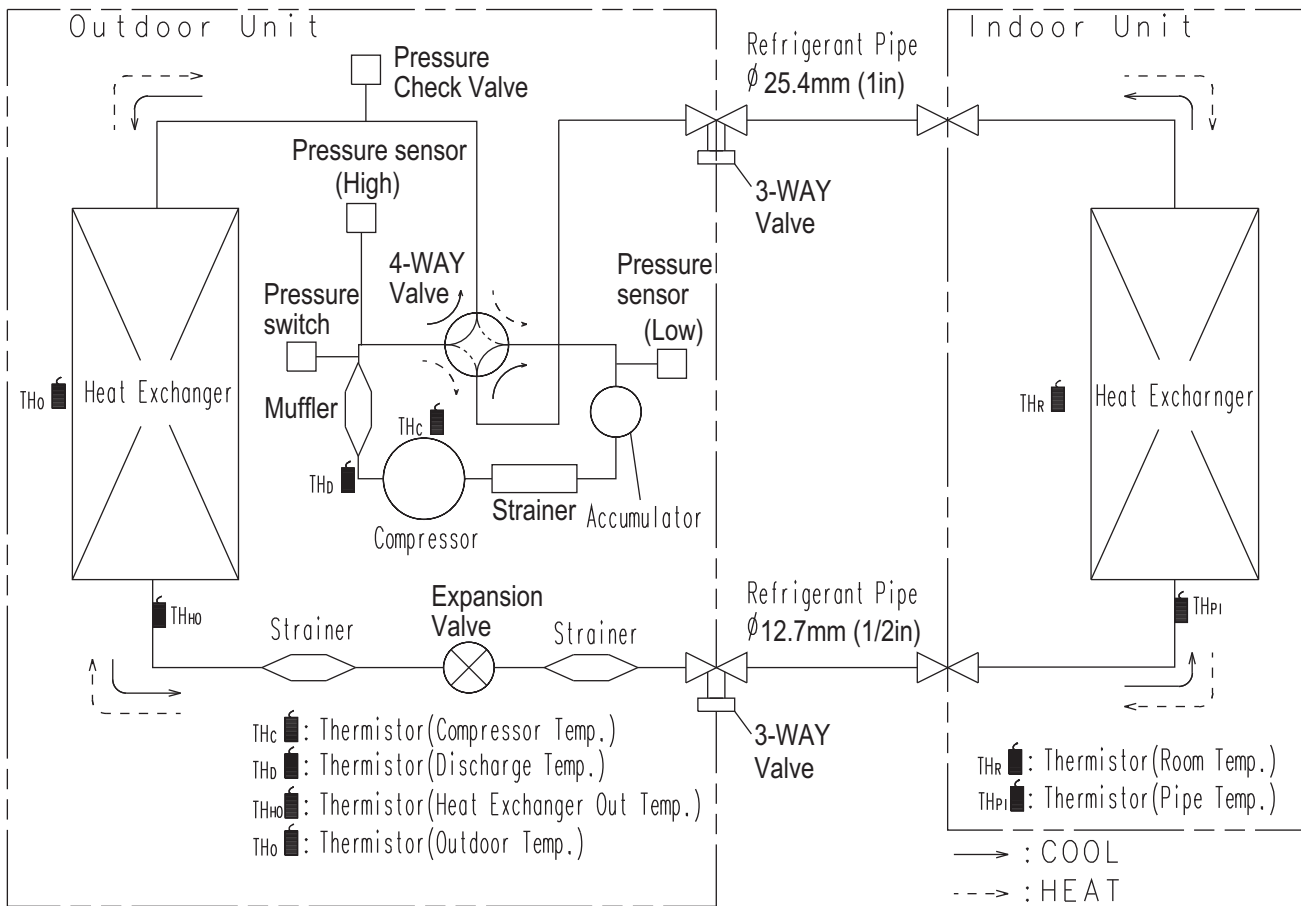 Outdoor Unit
Pressure
Check Valve
Refrigerant Pipe
ϕ 25.4mm (1in)
Indoor Unit
Pressure sensor
(High)
3-WAY
Valve
4-WAY
Valve
Pressure
sensor
(Low)
Pressure
switch
THO
Heat Exchanger
Muffler
THC
THR
Heat Excharnger
THD
Strainer
Accumulator
Compressor
THHO
Strainer
Expansion
Valve
Strainer
Refrigerant Pipe
ϕ12.7mm (1/2in)
THPI
THC : Thermistor(Compressor Temp.)
THD : Thermistor(Discharge Temp.)
THHO : Thermistor(Heat Exchanger Out Temp.)
THO : Thermistor(Outdoor Temp.)
3-WAY
Valve
THR : Thermistor(Room Temp.)
THPI : Thermistor(Pipe Temp.)
: COOL
: HEAT